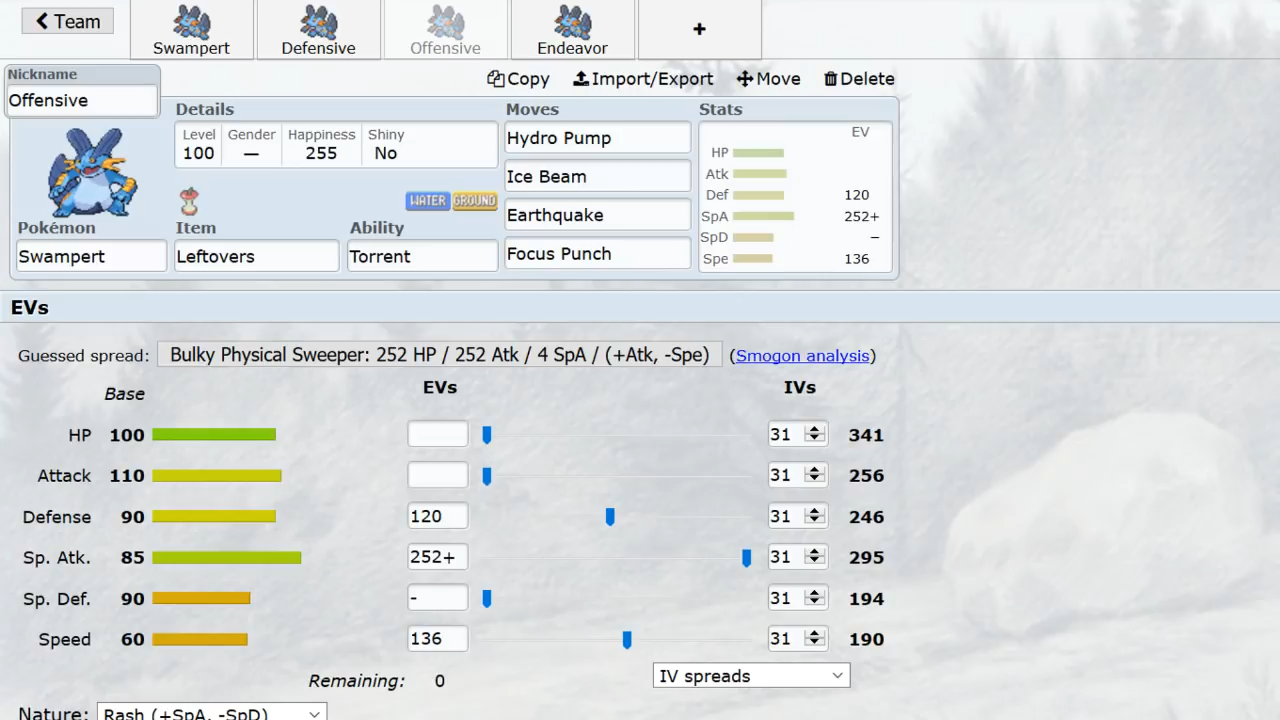 Team
Swampert
Defensive
Offensive
Endeavor
+
Copy
Import/Export
Move
Delete
Nickname
Offensive
Details
Level Gender Happiness Shiny
100 — 255 No
WATER GROUND
Pokémon
Swampert
Item
Leftovers
Ability
Torrent
Moves
Hydro Pump
Ice Beam
Earthquake
Focus Punch
Stats
EV
HP
Atk
Def 120
SpA 252+
SpD –
Spe 136
EVs
Guessed spread: Bulky Physical Sweeper: 252 HP / 252 Atk / 4 SpA / (+Atk, -Spe) (Smogon analysis)
Base EVs IVs
HP 100 31 341
Attack 110 31 256
Defense 90 120 31 246
Sp. Atk. 85 252+ 31 295
Sp. Def. 90 - 31 194
Speed 60 136 31 190
Remaining: 0 IV spreads
Nature: Rash (+SpA, -SpD)